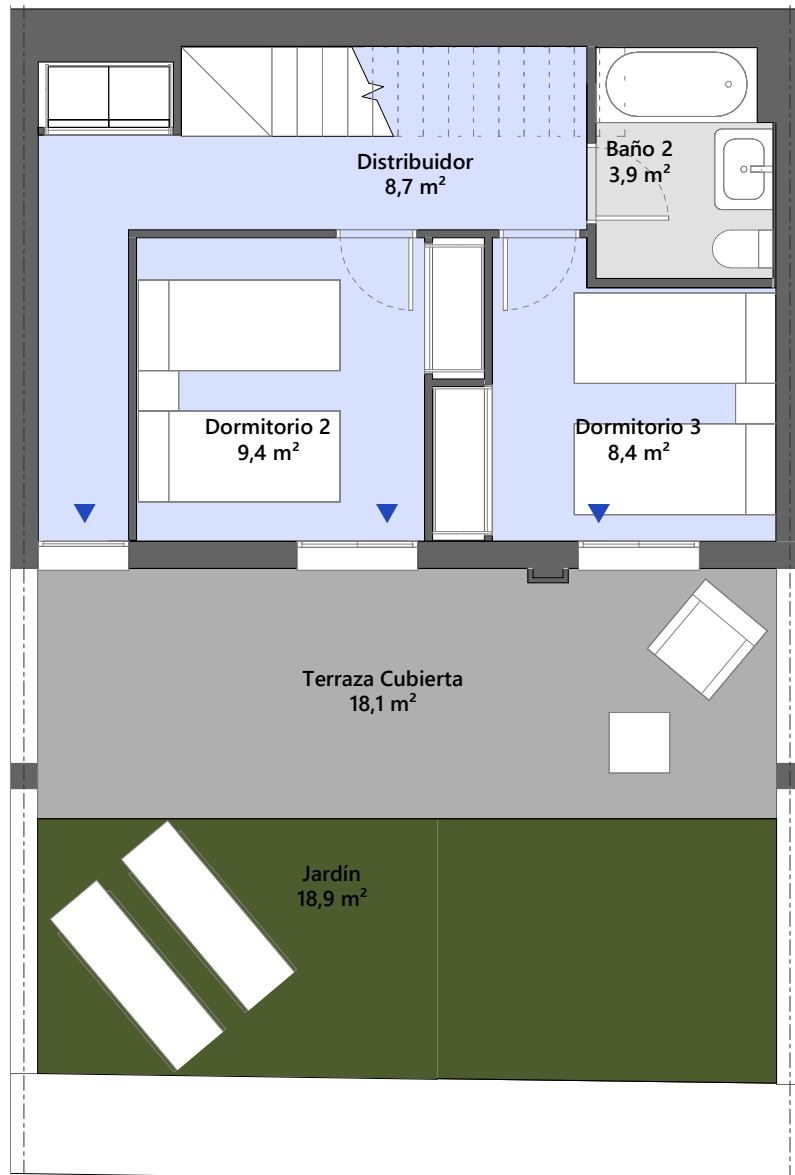 Distribuidor
8,7 m²
Baño 2
3,9 m²
Dormitorio 2
9,4 m²
Dormitorio 3
8,4 m²
Terraza Cubierta
18,1 m²
Jardín
18,9 m²